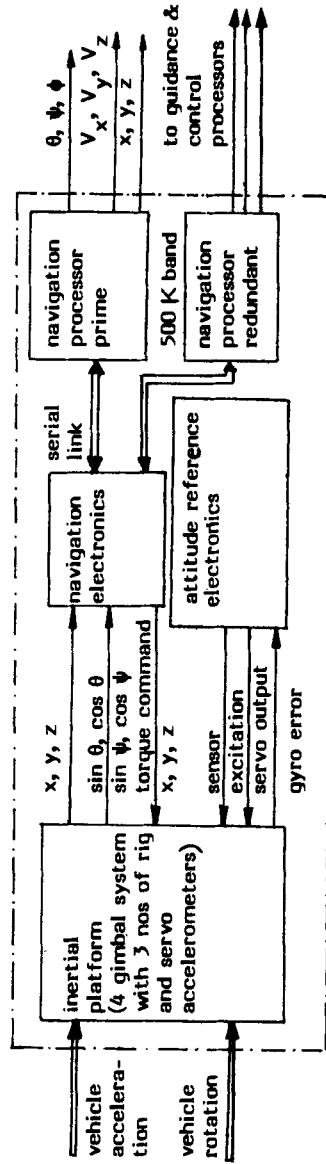 vehicle
accelera-
tion
vehicle
rotation
inertial
platform
(4 gimbal system
with 3 nos of rig
and servo
accelerometers)
x, y, z
sin θ, cos θ
sin ψ, cos ψ
torque command
x, y, z
sensor
excitation
servo output
gyro error
navigation
electronics
attitude reference
electronics
serial
link
navigation
processor
prime
500 K band
navigation
processor
redundant
θ, ψ, ϕ
Vx, Vy, Vz
x, y, z
to guidance &
control
processors